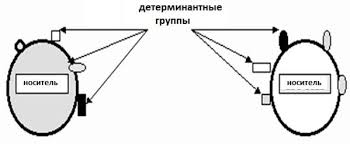 детерминантные
группы
носитель
носитель